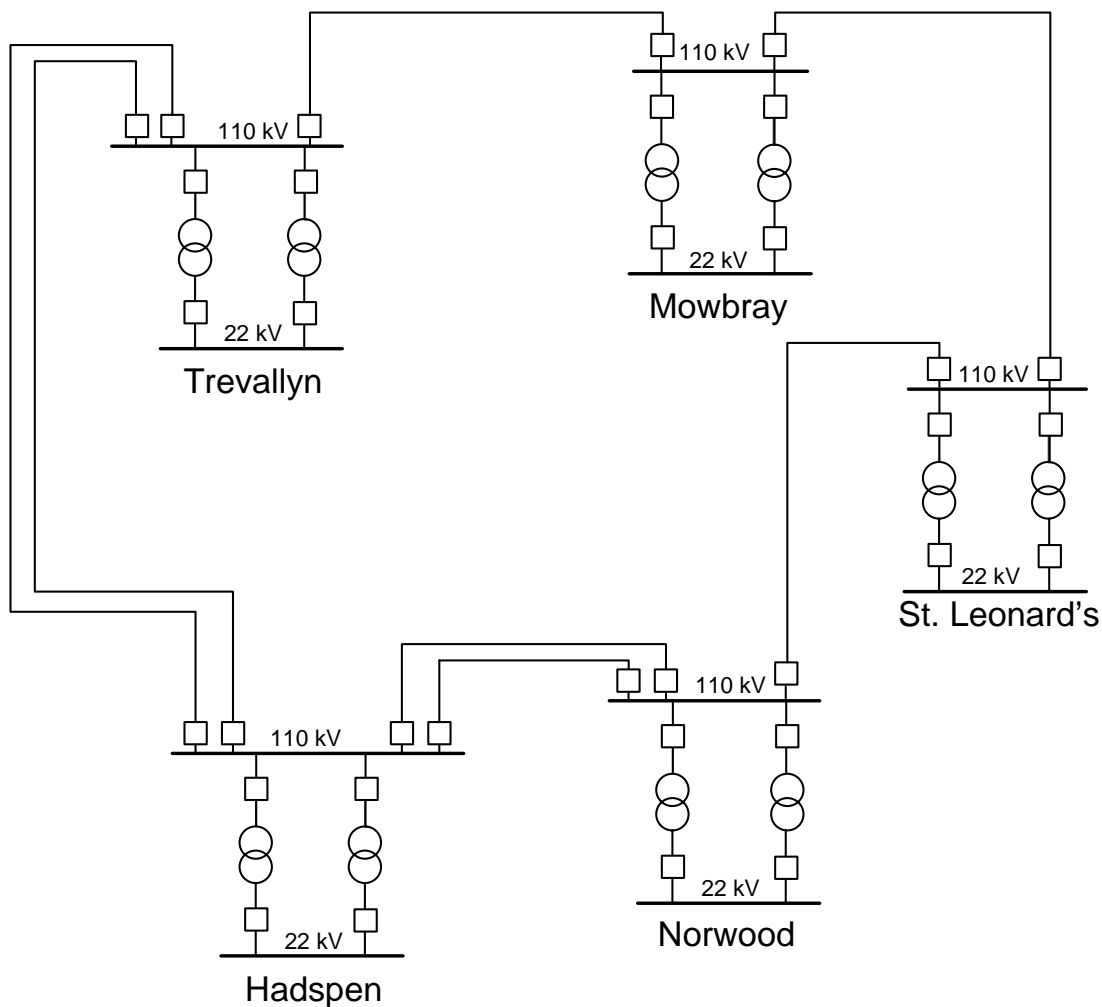 110 kV
110 kV
22 kV
Mowbray
22 kV
Trevallyn
110 kV
22 kV
St. Leonard's
110 kV
110 kV
22 kV
Norwood
22 kV
Hadspen